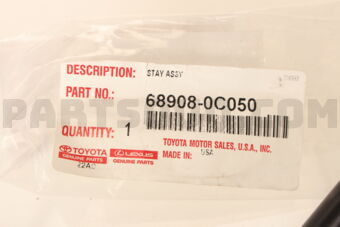 DESCRIPTION: STAY ASSY
PART NO.: 68908-0C050
QUANTITY: 1
TOYOTA MOTOR SALES, U.S.A., INC.
MADE IN: USA
TOYOTA LEXUS
GENUINE PARTS GENUINE PARTS
PartSouq